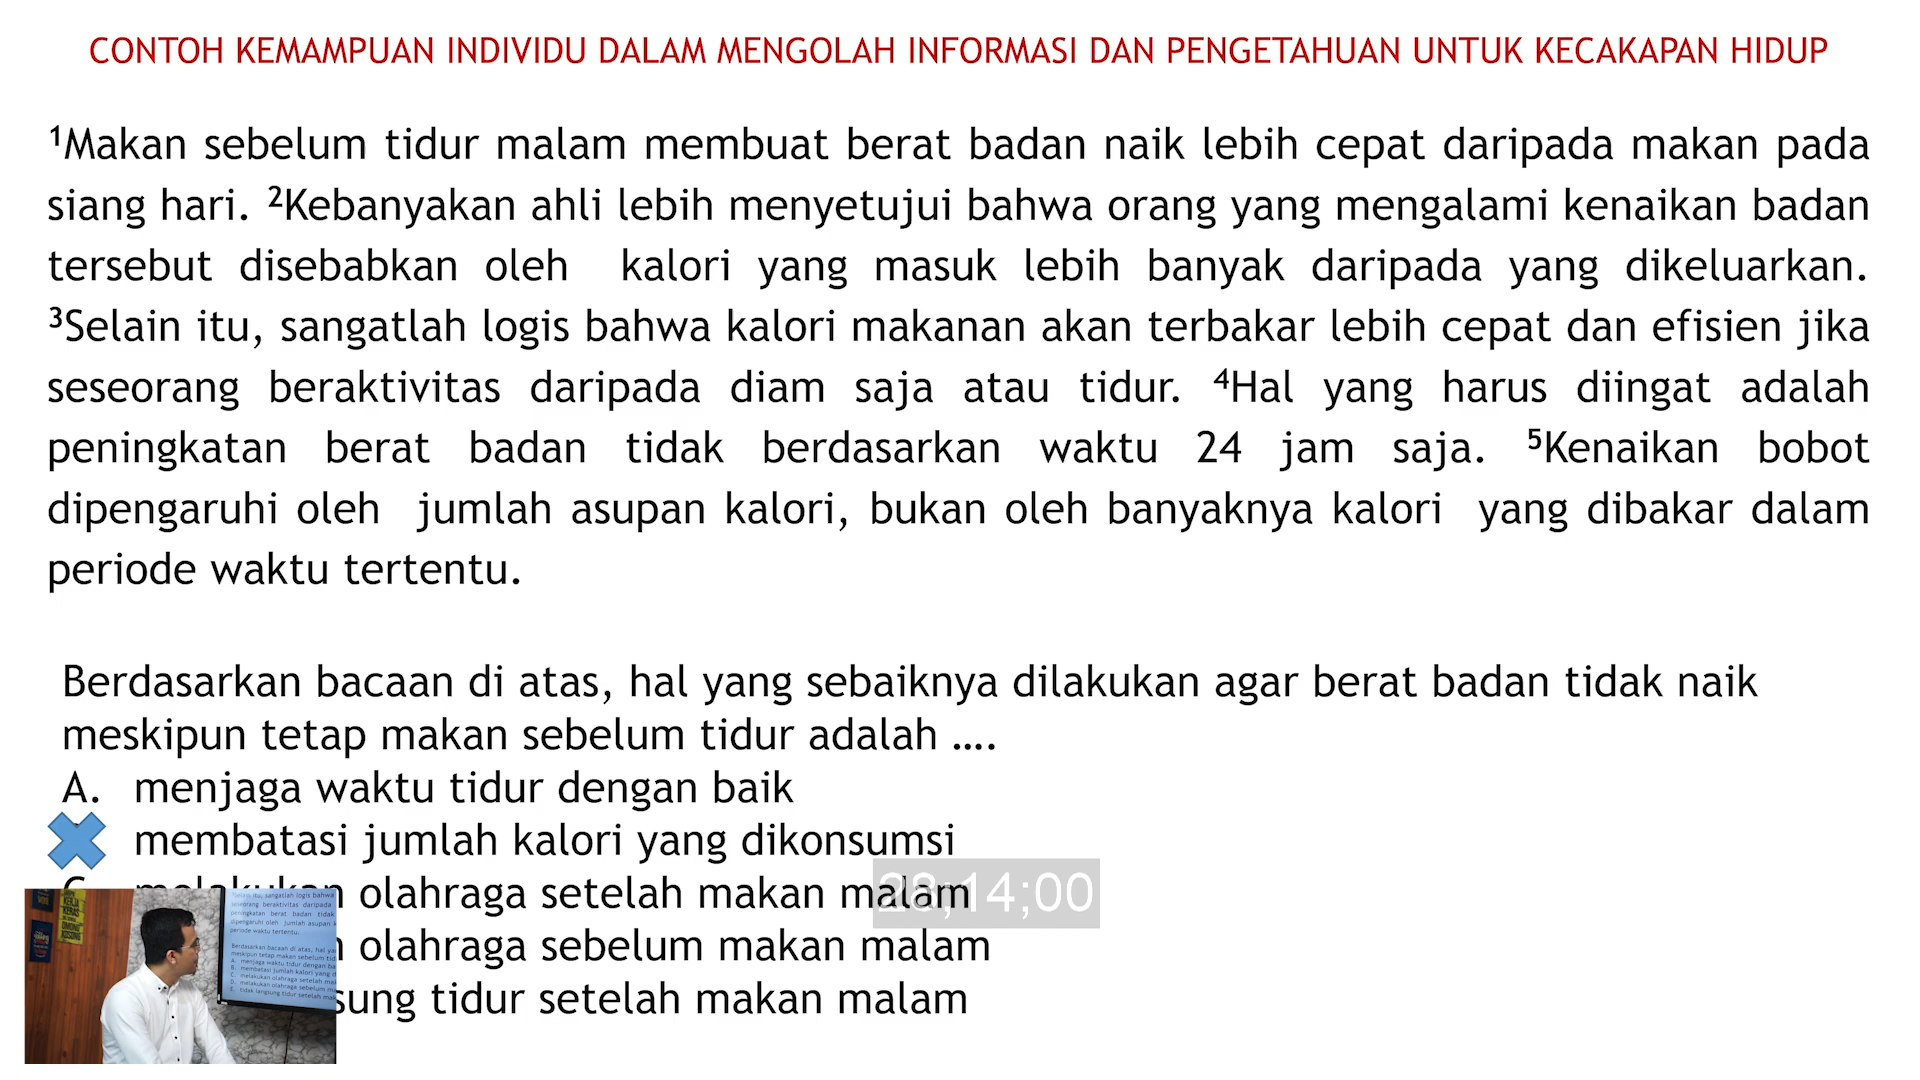 CONTOH KEMAMPUAN INDIVIDU DALAM MENGOLAH INFORMASI DAN PENGETAHUAN UNTUK KECAKAPAN HIDUP
¹Makan sebelum tidur malam membuat berat badan naik lebih cepat daripada makan pada
siang hari. ²Kebanyakan ahli lebih menyetujui bahwa orang yang mengalami kenaikan badan
tersebut disebabkan oleh kalori yang masuk lebih banyak daripada yang dikeluarkan.
³Selain itu, sangatlah logis bahwa kalori makanan akan terbakar lebih cepat dan efisien jika
seseorang beraktivitas daripada diam saja atau tidur. ⁴Hal yang harus diingat adalah
peningkatan berat badan tidak berdasarkan waktu 24 jam saja. ⁵Kenaikan bobot
dipengaruhi oleh jumlah asupan kalori, bukan oleh banyaknya kalori yang dibakar dalam
periode waktu tertentu.
Berdasarkan bacaan di atas, hal yang sebaiknya dilakukan agar berat badan tidak naik
meskipun tetap makan sebelum tidur adalah ....
A. menjaga waktu tidur dengan baik
membatasi jumlah kalori yang dikonsumsi
C. melakukan olahraga setelah makan malam
28;14;00
olahraga sebelum makan malam
tidur setelah makan malam